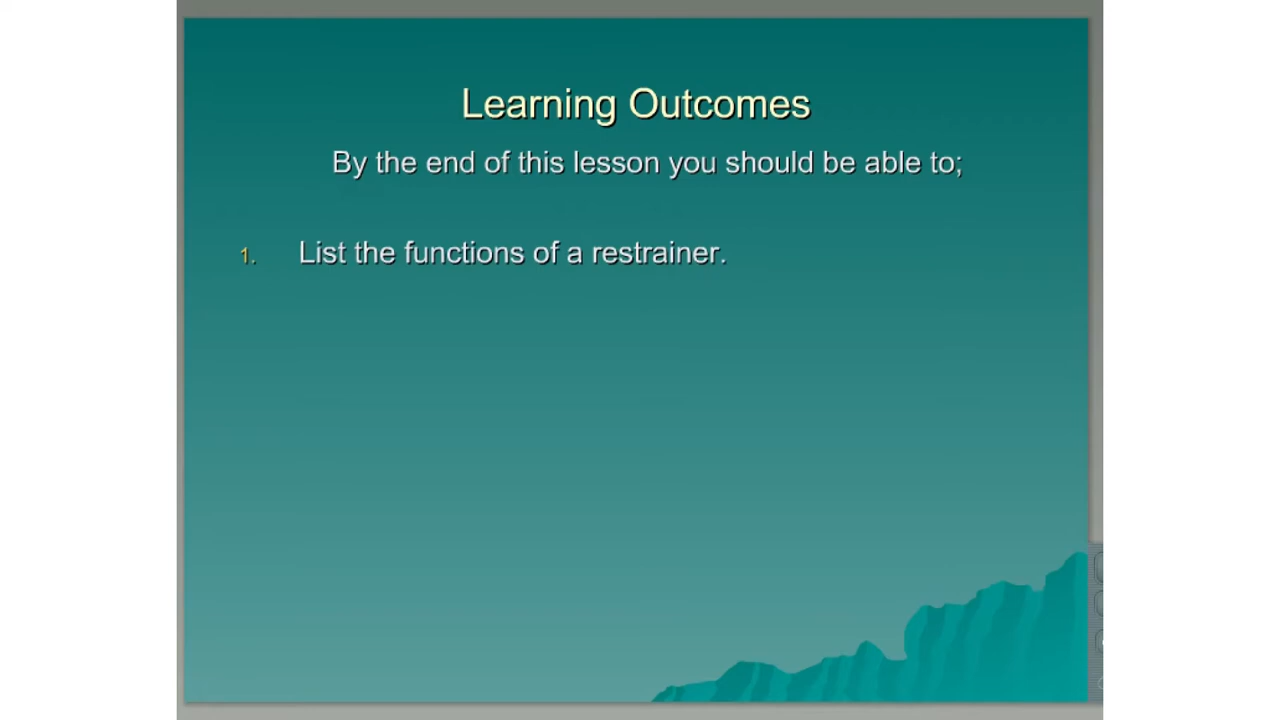 Learning Outcomes
By the end of this lesson you should be able to;
1. List the functions of a restrainer.